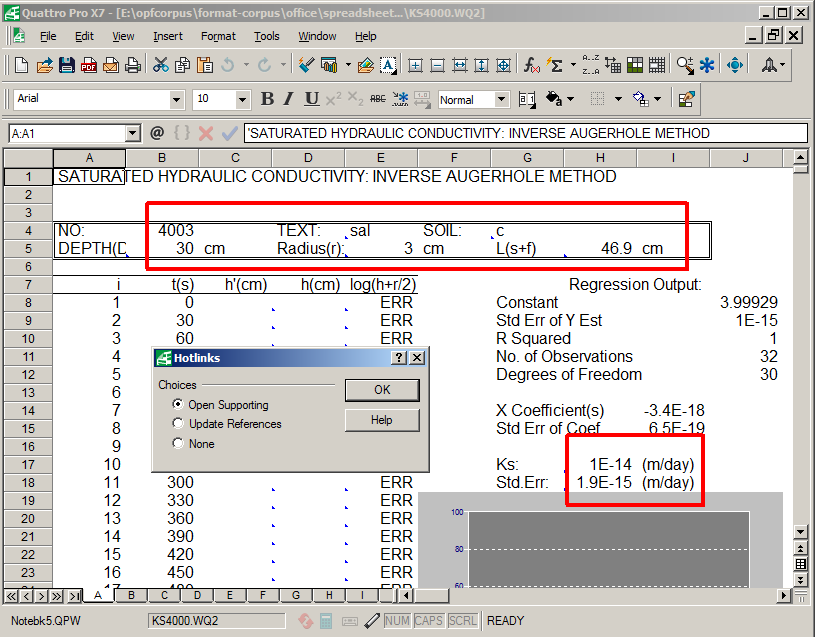 Quattro Pro X7 - [E:\opfcorpus\format-corpus\office\spreadsheet...\KS4000.WQ2]
File Edit View Insert Format Tools Window Help
Arial 10 B I U x² x₂ ABC Normal
A:A1 @ { } 'SATURATED HYDRAULIC CONDUCTIVITY: INVERSE AUGERHOLE METHOD
A B C D E F G H I J
1 SATURATED HYDRAULIC CONDUCTIVITY: INVERSE AUGERHOLE METHOD
2
3
4 NO: 4003 TEXT: sal SOIL: c
5 DEPTH(D 30 cm Radius(r): 3 cm L(s+f) 46.9 cm
6
7 i t(s) h'(cm) h(cm) log(h+r/2) Regression Output:
8 1 0 ERR Constant 3.99929
9 2 30 ERR Std Err of Y Est 1E-15
10 3 60 ERR R Squared 1
11 4 No. of Observations 32
12 5 Degrees of Freedom 30
13 6
14 7 X Coefficient(s) -3.4E-18
15 8 Std Err of Coef 6.5E-19
16 9
17 10 Ks: 1E-14 (m/day)
18 11 300 ERR Std.Err: 1.9E-15 (m/day)
19 12 330 ERR
20 13 360 ERR
21 14 390 ERR
22 15 420 ERR
23 16 450 ERR
Hotlinks
Choices
Open Supporting
Update References
None
OK
Help
100
80
60
A B C D E F G H I
Notebk5.QPW KS4000.WQ2 NUM CAPS SCRL READY